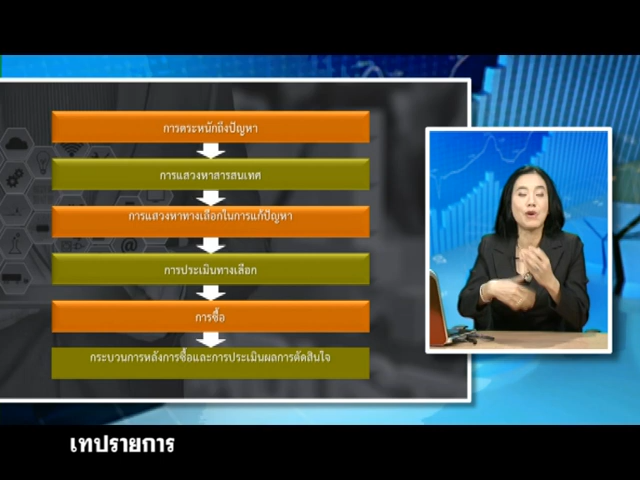 การตระหนักถึงปัญหา
การแสวงหาสารสนเทศ
การแสวงหาทางเลือกในการแก้ปัญหา
การประเมินทางเลือก
การซื้อ
กระบวนการหลังการซื้อและการประเมินผลการตัดสินใจ
เทปรายการ